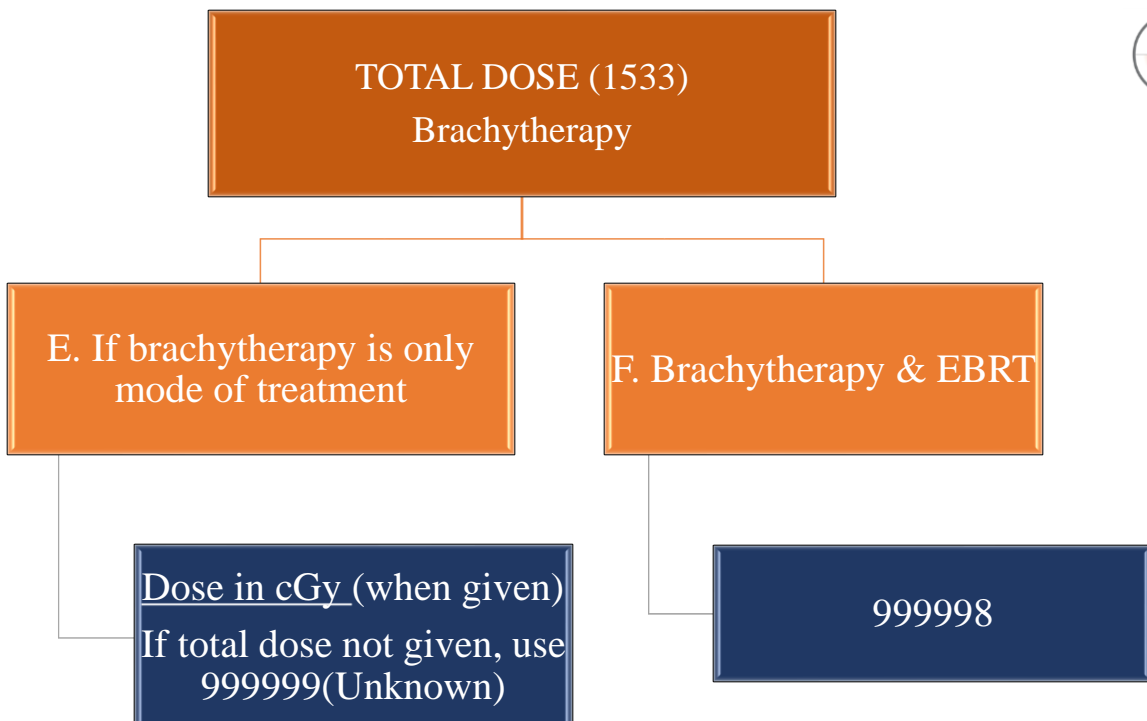 TOTAL DOSE (1533)
Brachytherapy
E. If brachytherapy is only
mode of treatment
F. Brachytherapy & EBRT
Dose in cGy (when given)
If total dose not given, use
999999(Unknown)
999998